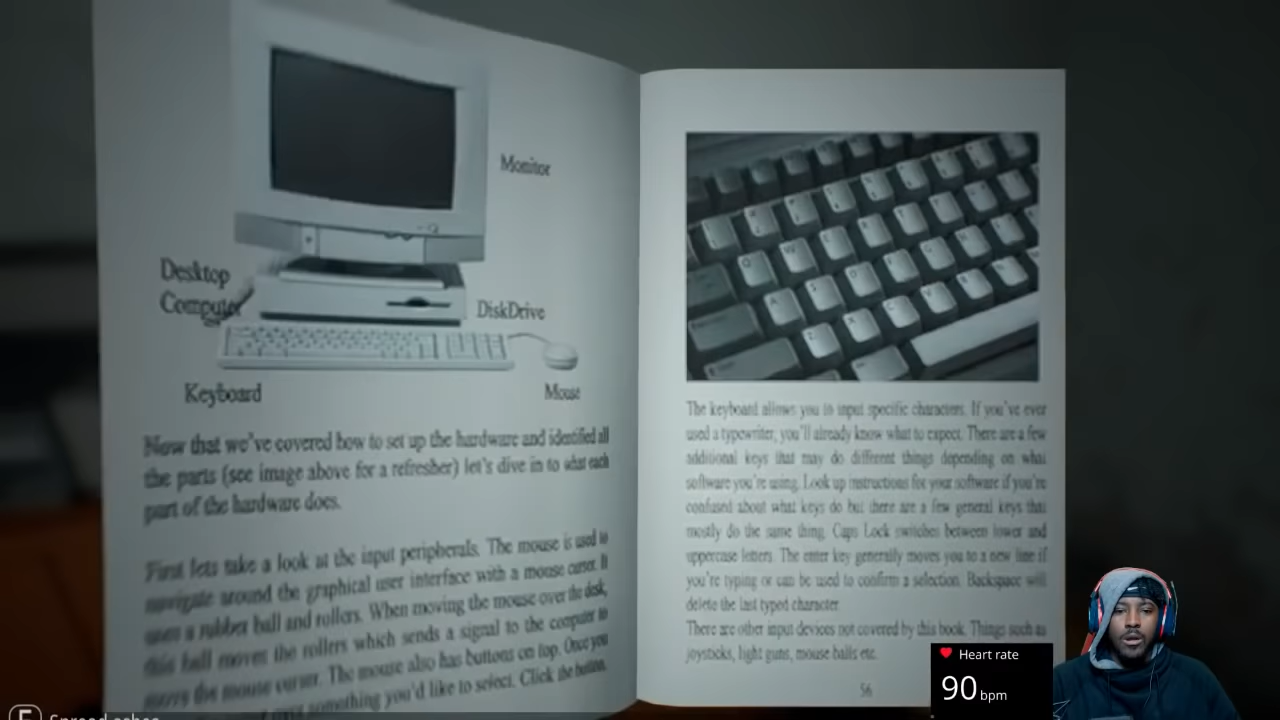 Monitor
Desktop
Computer
DiskDrive
Keyboard
Mouse
Now that we've covered how to set up the hardware and identified all
the parts (see image above for a refresher) let's dive in to what each
part of the hardware does.
First lets take a look at the input peripherals. The mouse is used to
navigate around the graphical user interface with a mouse cursor. It
uses a rubber ball and rollers. When moving the mouse over the desk,
this ball moves the rollers which sends a signal to the computer to
move the mouse cursor. The mouse also has buttons on top. Once you
over something you'd like to select. Click the button.
The keyboard allows you to input specific characters. If you've ever
used a typewriter, you'll already know what to expect. There are a few
additional keys that may do different things depending on what
software you're using. Look up instructions for your software if you're
confused about what keys do but there are a few general keys that
mostly do the same thing. Caps Lock switches between lower and
uppercase letters. The enter key generally moves you to a new line if
you're typing or can be used to confirm a selection. Backspace will
delete the last typed character.
There are other input devices not covered by this book. Things such as
joysticks, light guns, mouse balls etc.
56
Heart rate
90 bpm
Spread ashes